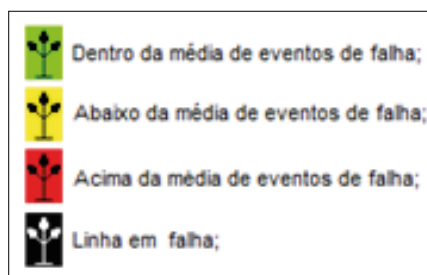 Dentro da média de eventos de falha;
Abaixo da média de eventos de falha;
Acima da média de eventos de falha;
Linha em falha;